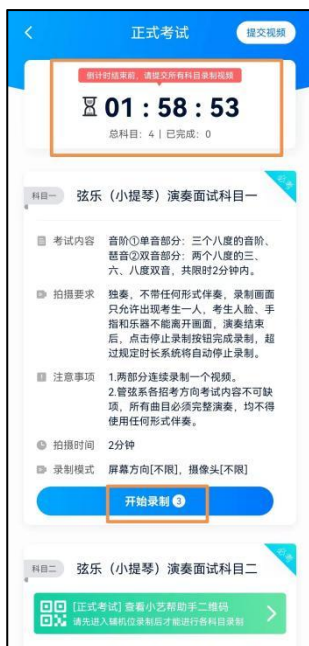 正式考试
提交视频
倒计时结束前，请提交所有科目录制视频
01：58：53
总科目：4 | 已完成：0
必考
科目一 弦乐（小提琴）演奏面试科目一
考试内容 音阶①单音部分：三个八度的音阶、
琶音②双音部分：两个八度的三、
六、八度双音，共限时2分钟内。
拍摄要求 独奏，不带任何形式伴奏，录制画面
只允许出现考生一人，考生人脸、手
指和乐器不能离开画面，演奏结束
后，点击停止录制按钮完成录制，超
过规定时长系统将自动停止录制。
注意事项 1.两部分连续录制一个视频。
2.管弦系各招考方向考试内容不可缺
项，所有曲目必须完整演奏，均不得
使用任何形式伴奏。
拍摄时间 2分钟
录制模式 屏幕方向[不限]，摄像头[不限]
开始录制 3
必考
科目二 弦乐（小提琴）演奏面试科目二
[正式考试] 查看小艺帮助手二维码
请先进入辅机位录制后才能进行各科目录制